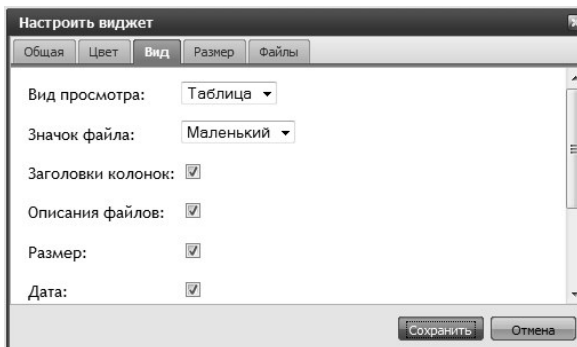 Настроить виджет
Общая Цвет Вид Размер Файлы
Вид просмотра: Таблица
Значок файла: Маленький
Заголовки колонок:
Описания файлов:
Размер:
Дата:
Сохранить Отмена